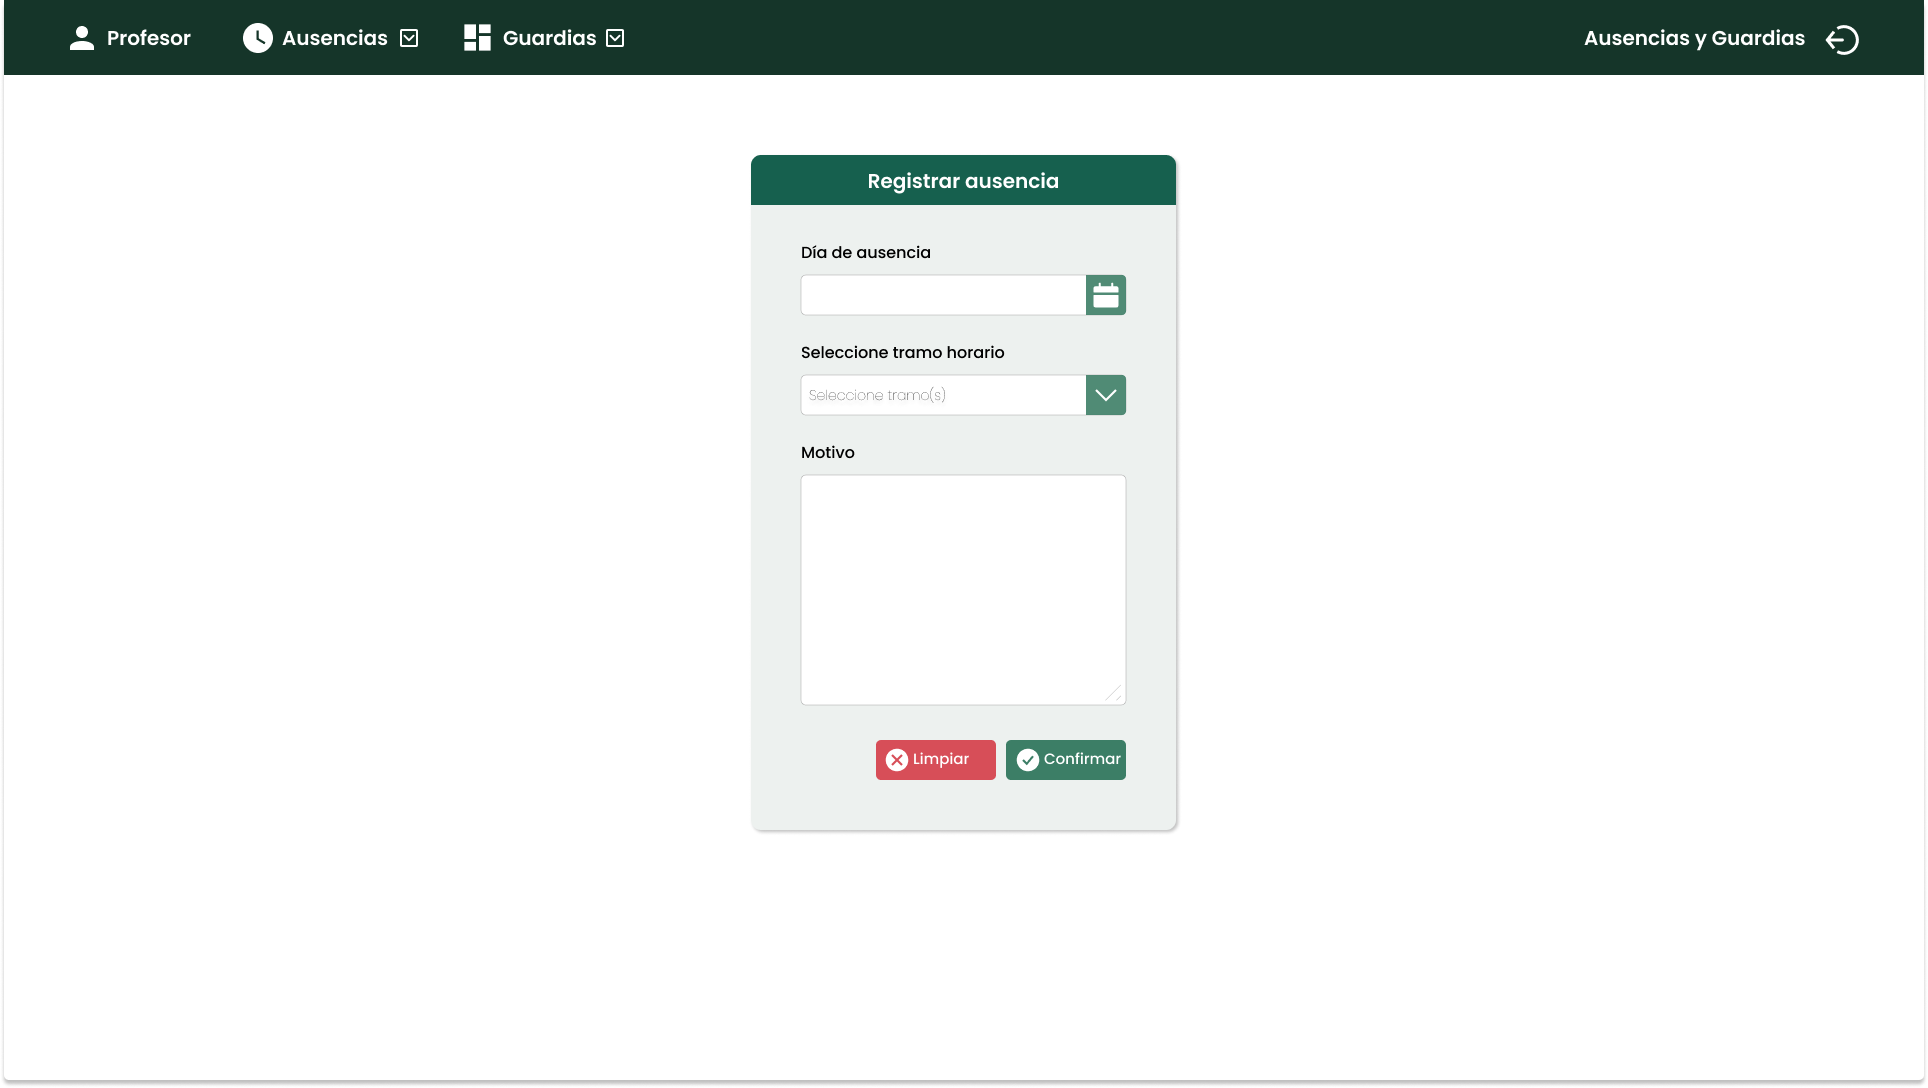 Profesor
Ausencias
Guardias
Ausencias y Guardias
Registrar ausencia
Día de ausencia
Seleccione tramo horario
Seleccione tramo(s)
Motivo
Limpiar
Confirmar